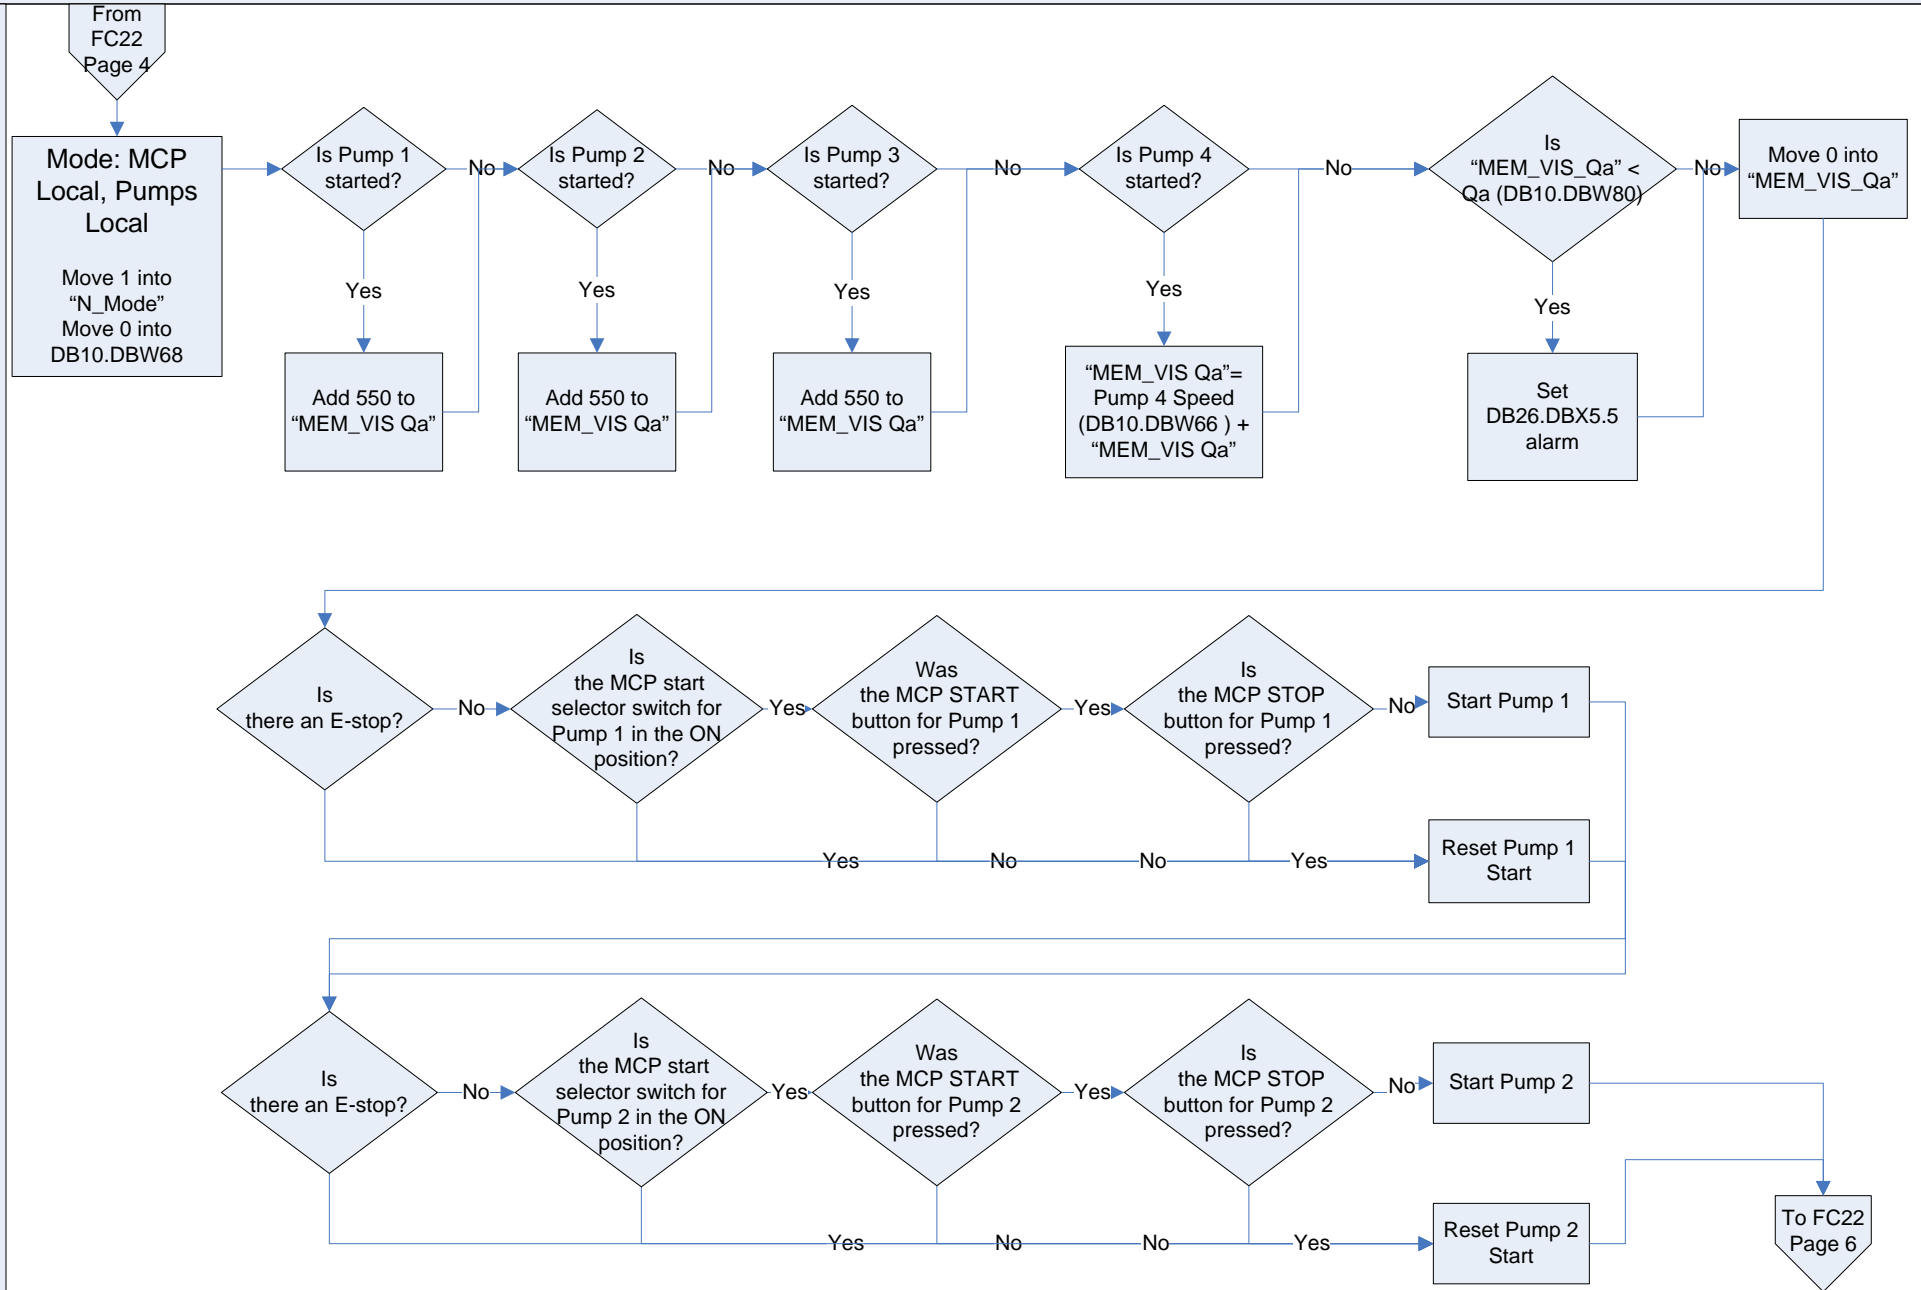 From
FC22
Page 4
Mode: MCP
Local, Pumps
Local
Move 1 into
“N_Mode”
Move 0 into
DB10.DBW68
Is Pump 1
started?
No
Yes
Add 550 to
“MEM_VIS Qa”
Is Pump 2
started?
No
Yes
Add 550 to
“MEM_VIS Qa”
Is Pump 3
started?
No
Yes
Add 550 to
“MEM_VIS Qa”
Is Pump 4
started?
No
Yes
“MEM_VIS Qa”=
Pump 4 Speed
(DB10.DBW66 ) +
“MEM_VIS Qa”
Is
“MEM_VIS_Qa” <
Qa (DB10.DBW80)
No
Yes
Set
DB26.DBX5.5
alarm
Move 0 into
“MEM_VIS_Qa”
Is
there an E-stop?
No
Is
the MCP start
selector switch for
Pump 1 in the ON
position?
Yes
Was
the MCP START
button for Pump 1
pressed?
Yes
Is
the MCP STOP
button for Pump 1
pressed?
No
Start Pump 1
Yes
No
No
Yes
Reset Pump 1
Start
Is
there an E-stop?
No
Is
the MCP start
selector switch for
Pump 2 in the ON
position?
Yes
Was
the MCP START
button for Pump 2
pressed?
Yes
Is
the MCP STOP
button for Pump 2
pressed?
No
Start Pump 2
Yes
No
No
Yes
Reset Pump 2
Start
To FC22
Page 6